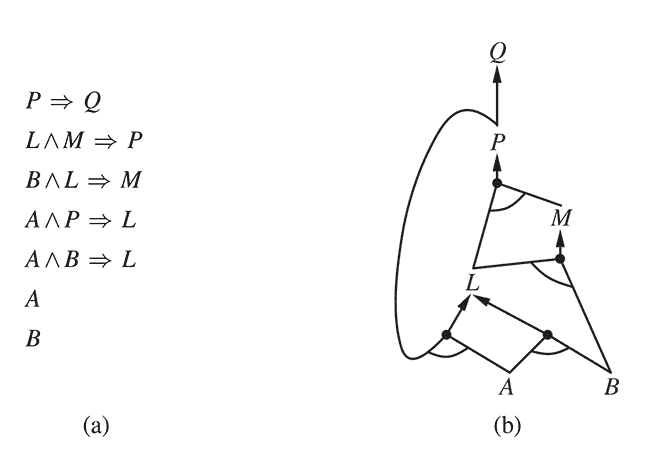 P ⇒ Q
L ∧ M ⇒ P
B ∧ L ⇒ M
A ∧ P ⇒ L
A ∧ B ⇒ L
A
B
(a)
Q
P
M
L
A
B
(b)